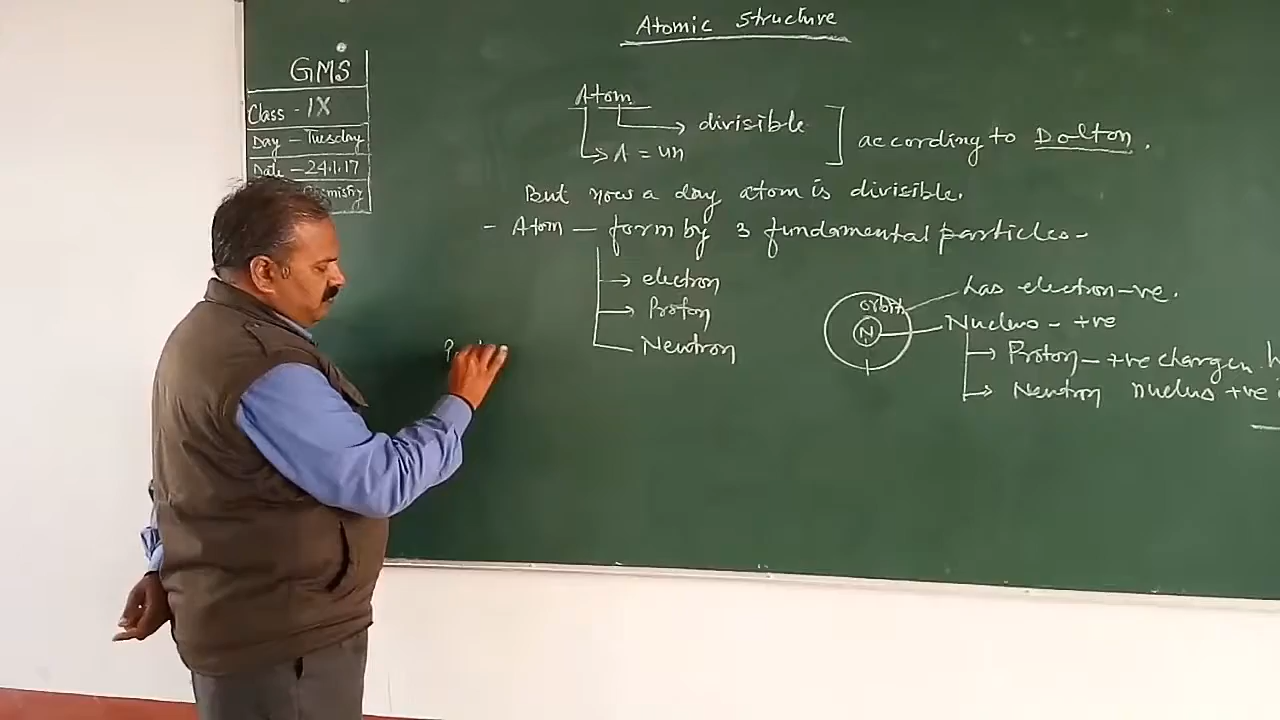 Atomic Structure
GMS
Class - IX
Day - Tuesday
Date - 24.1.17
Atom
divisible
A = un
according to Dalton.
But now a day atom is divisible.
- Atom - form by 3 fundamental particles -
electron
Proton
Neutron
orbit
N
has electron -ve.
Nucleus - +ve
Proton - +ve
Neutron nucleus +ve